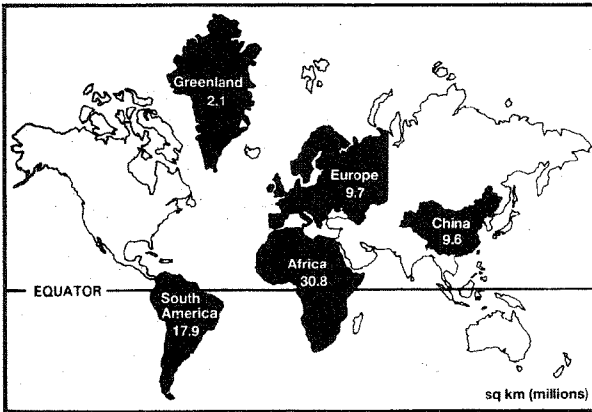 Greenland
2.1
Europe
9.7
China
9.6
Africa
30.8
EQUATOR
South
America
17.9
sq km (millions)